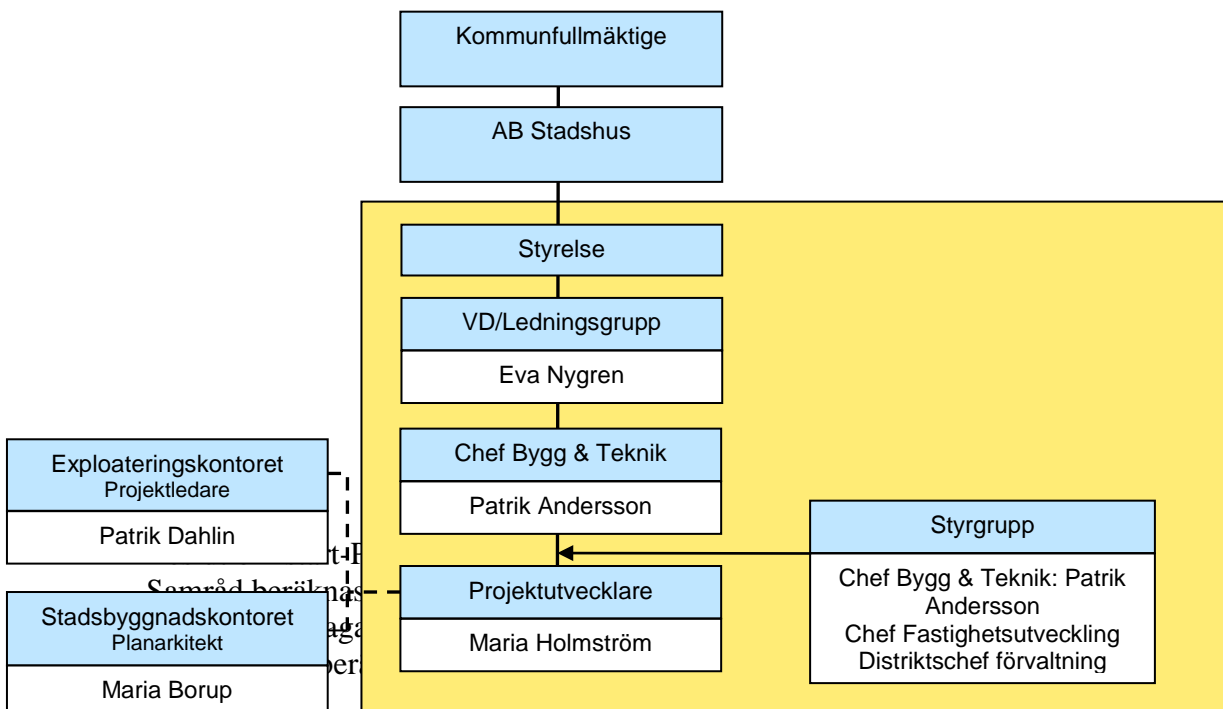 Kommunfullmäktige
AB Stadshus
Styrelse
VD/Ledningsgrupp
Eva Nygren
Chef Bygg & Teknik
Patrik Andersson
Exploateringskontoret
Projektledare
Patrik Dahlin
Styrgrupp
Chef Bygg & Teknik: Patrik
Andersson
Chef Fastighetsutveckling
Distriktschef förvaltning
Samråd
Projektutvecklare
Maria Holmström
Stadsbyggnadskontoret
Planarkitekt
Maria Borup